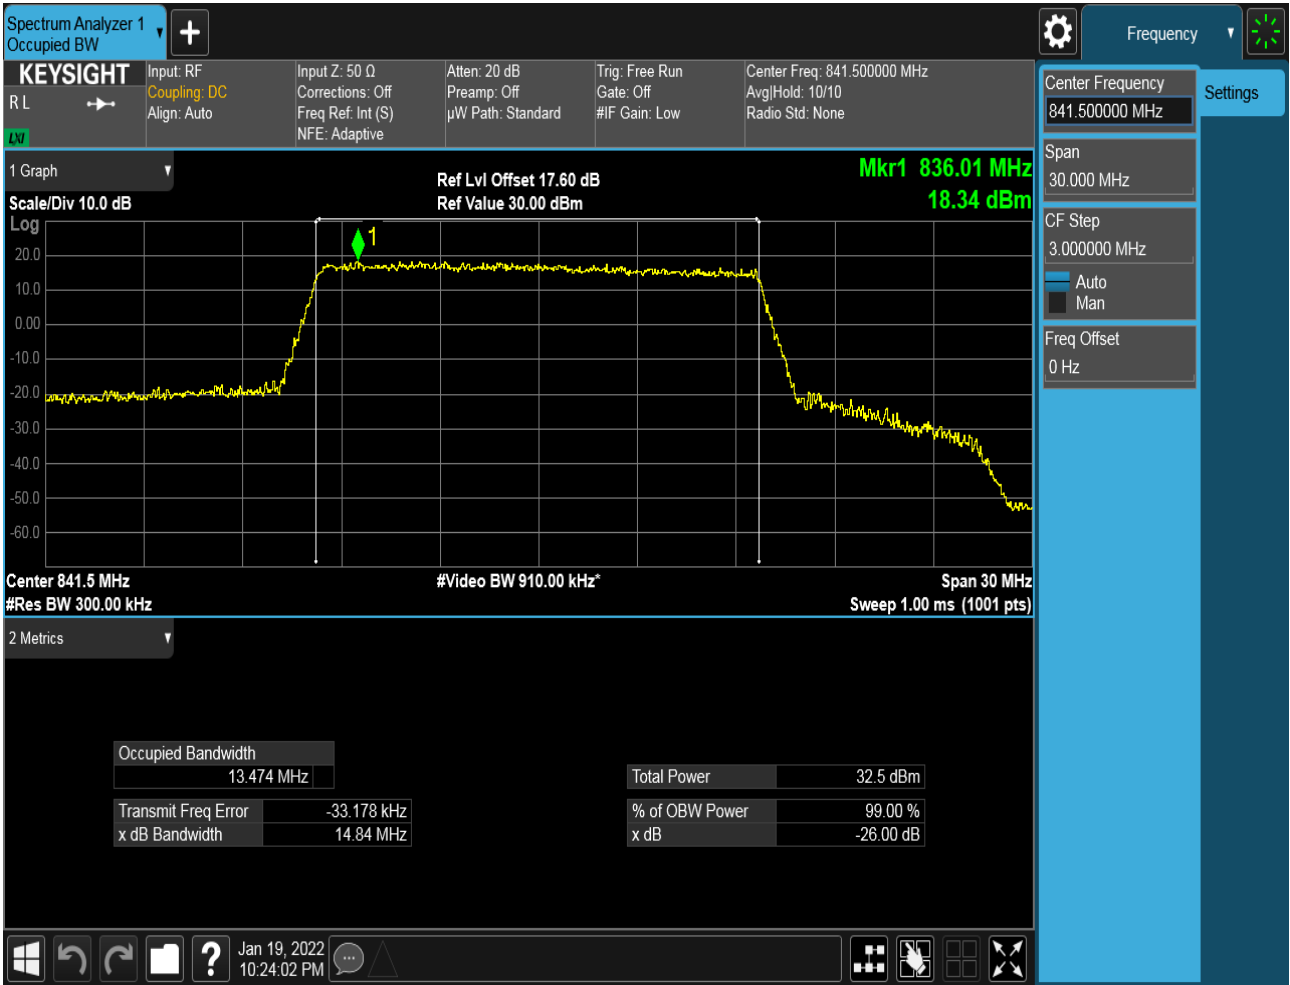 Spectrum Analyzer 1
Occupied BW
Frequency
KEYSIGHT
R L
LXI
Input: RF
Coupling: DC
Align: Auto
Input Z: 50 Ω
Corrections: Off
Freq Ref: Int (S)
NFE: Adaptive
Atten: 20 dB
Preamp: Off
µW Path: Standard
Trig: Free Run
Gate: Off
#IF Gain: Low
Center Freq: 841.500000 MHz
Avg|Hold: 10/10
Radio Std: None
Center Frequency
841.500000 MHz
Settings
Span
30.000 MHz
CF Step
3.000000 MHz
Auto
Man
Freq Offset
0 Hz
1 Graph
Scale/Div 10.0 dB
Log
Ref Lvl Offset 17.60 dB
Ref Value 30.00 dBm
Mkr1 836.01 MHz
18.34 dBm
1
20.0
10.0
0.00
-10.0
-20.0
-30.0
-40.0
-50.0
-60.0
Center 841.5 MHz
#Res BW 300.00 kHz
#Video BW 910.00 kHz*
Span 30 MHz
Sweep 1.00 ms (1001 pts)
2 Metrics
Occupied Bandwidth
13.474 MHz
Total Power 32.5 dBm
Transmit Freq Error -33.178 kHz
% of OBW Power 99.00 %
x dB Bandwidth 14.84 MHz
x dB -26.00 dB
?
Jan 19, 2022
10:24:02 PM